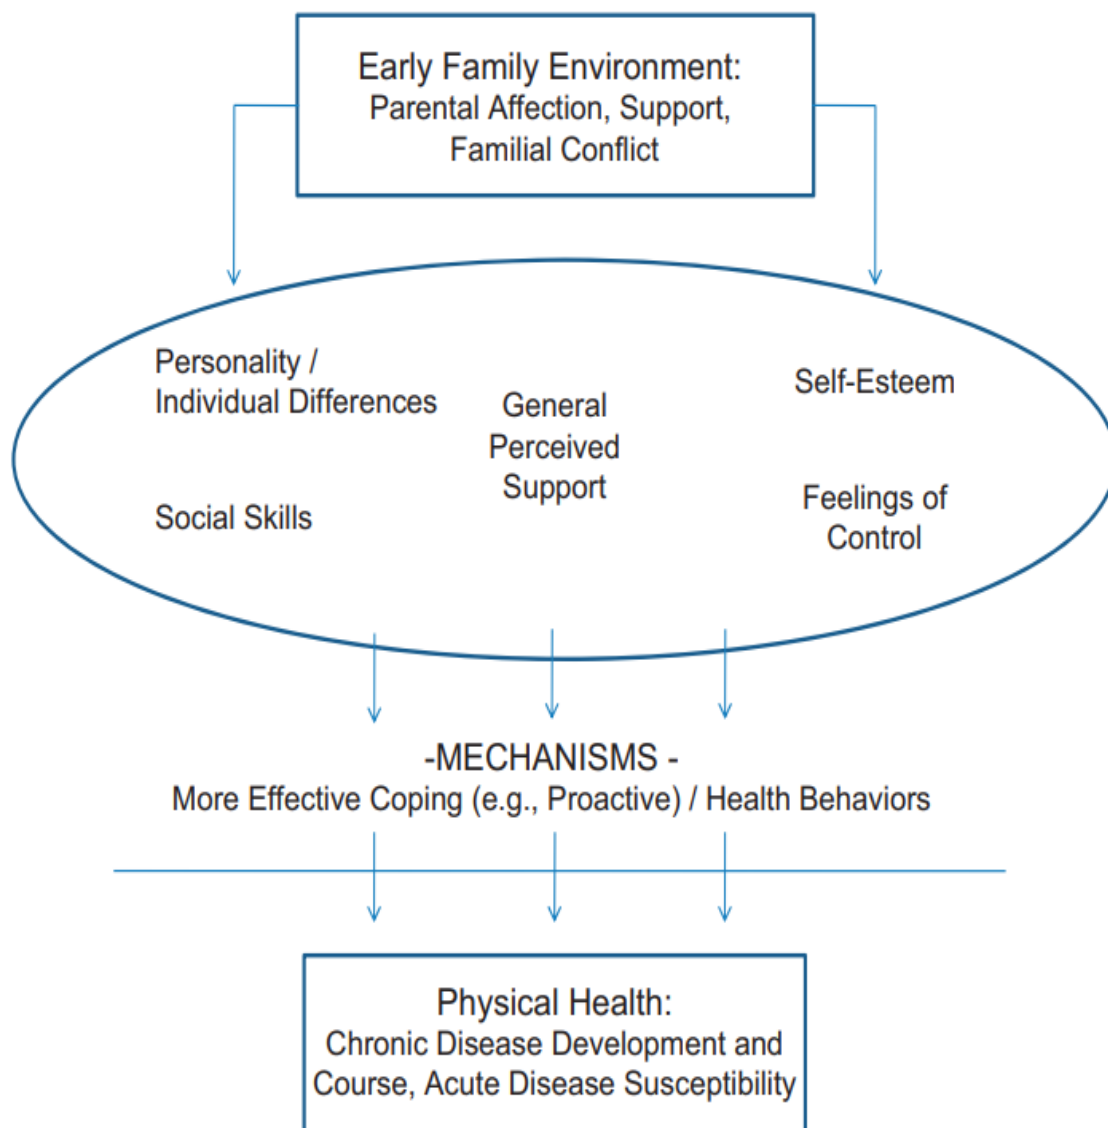 Early Family Environment:
Parental Affection, Support,
Familial Conflict
Personality /
Individual Differences
Social Skills
General
Perceived
Support
Self-Esteem
Feelings of
Control
-MECHANISMS -
More Effective Coping (e.g., Proactive) / Health Behaviors
Physical Health:
Chronic Disease Development and
Course, Acute Disease Susceptibility